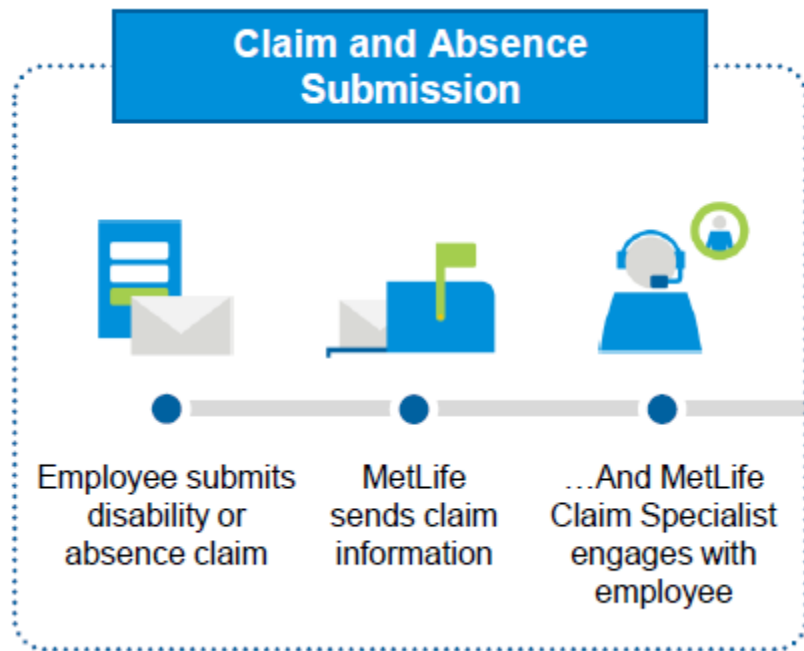 Claim and Absence
Submission
Employee submits
disability or
absence claim
MetLife
sends claim
information
…And MetLife
Claim Specialist
engages with
employee